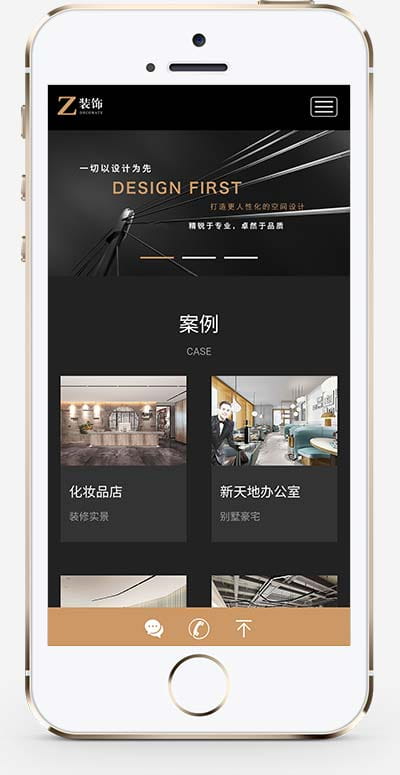 Z 装饰
DECORATE
一切以设计为先
DESIGN FIRST
打造更人性化的空间设计
精锐于专业，卓然于品质
案例
CASE
化妆品店
装修实景
新天地办公室
别墅豪宅